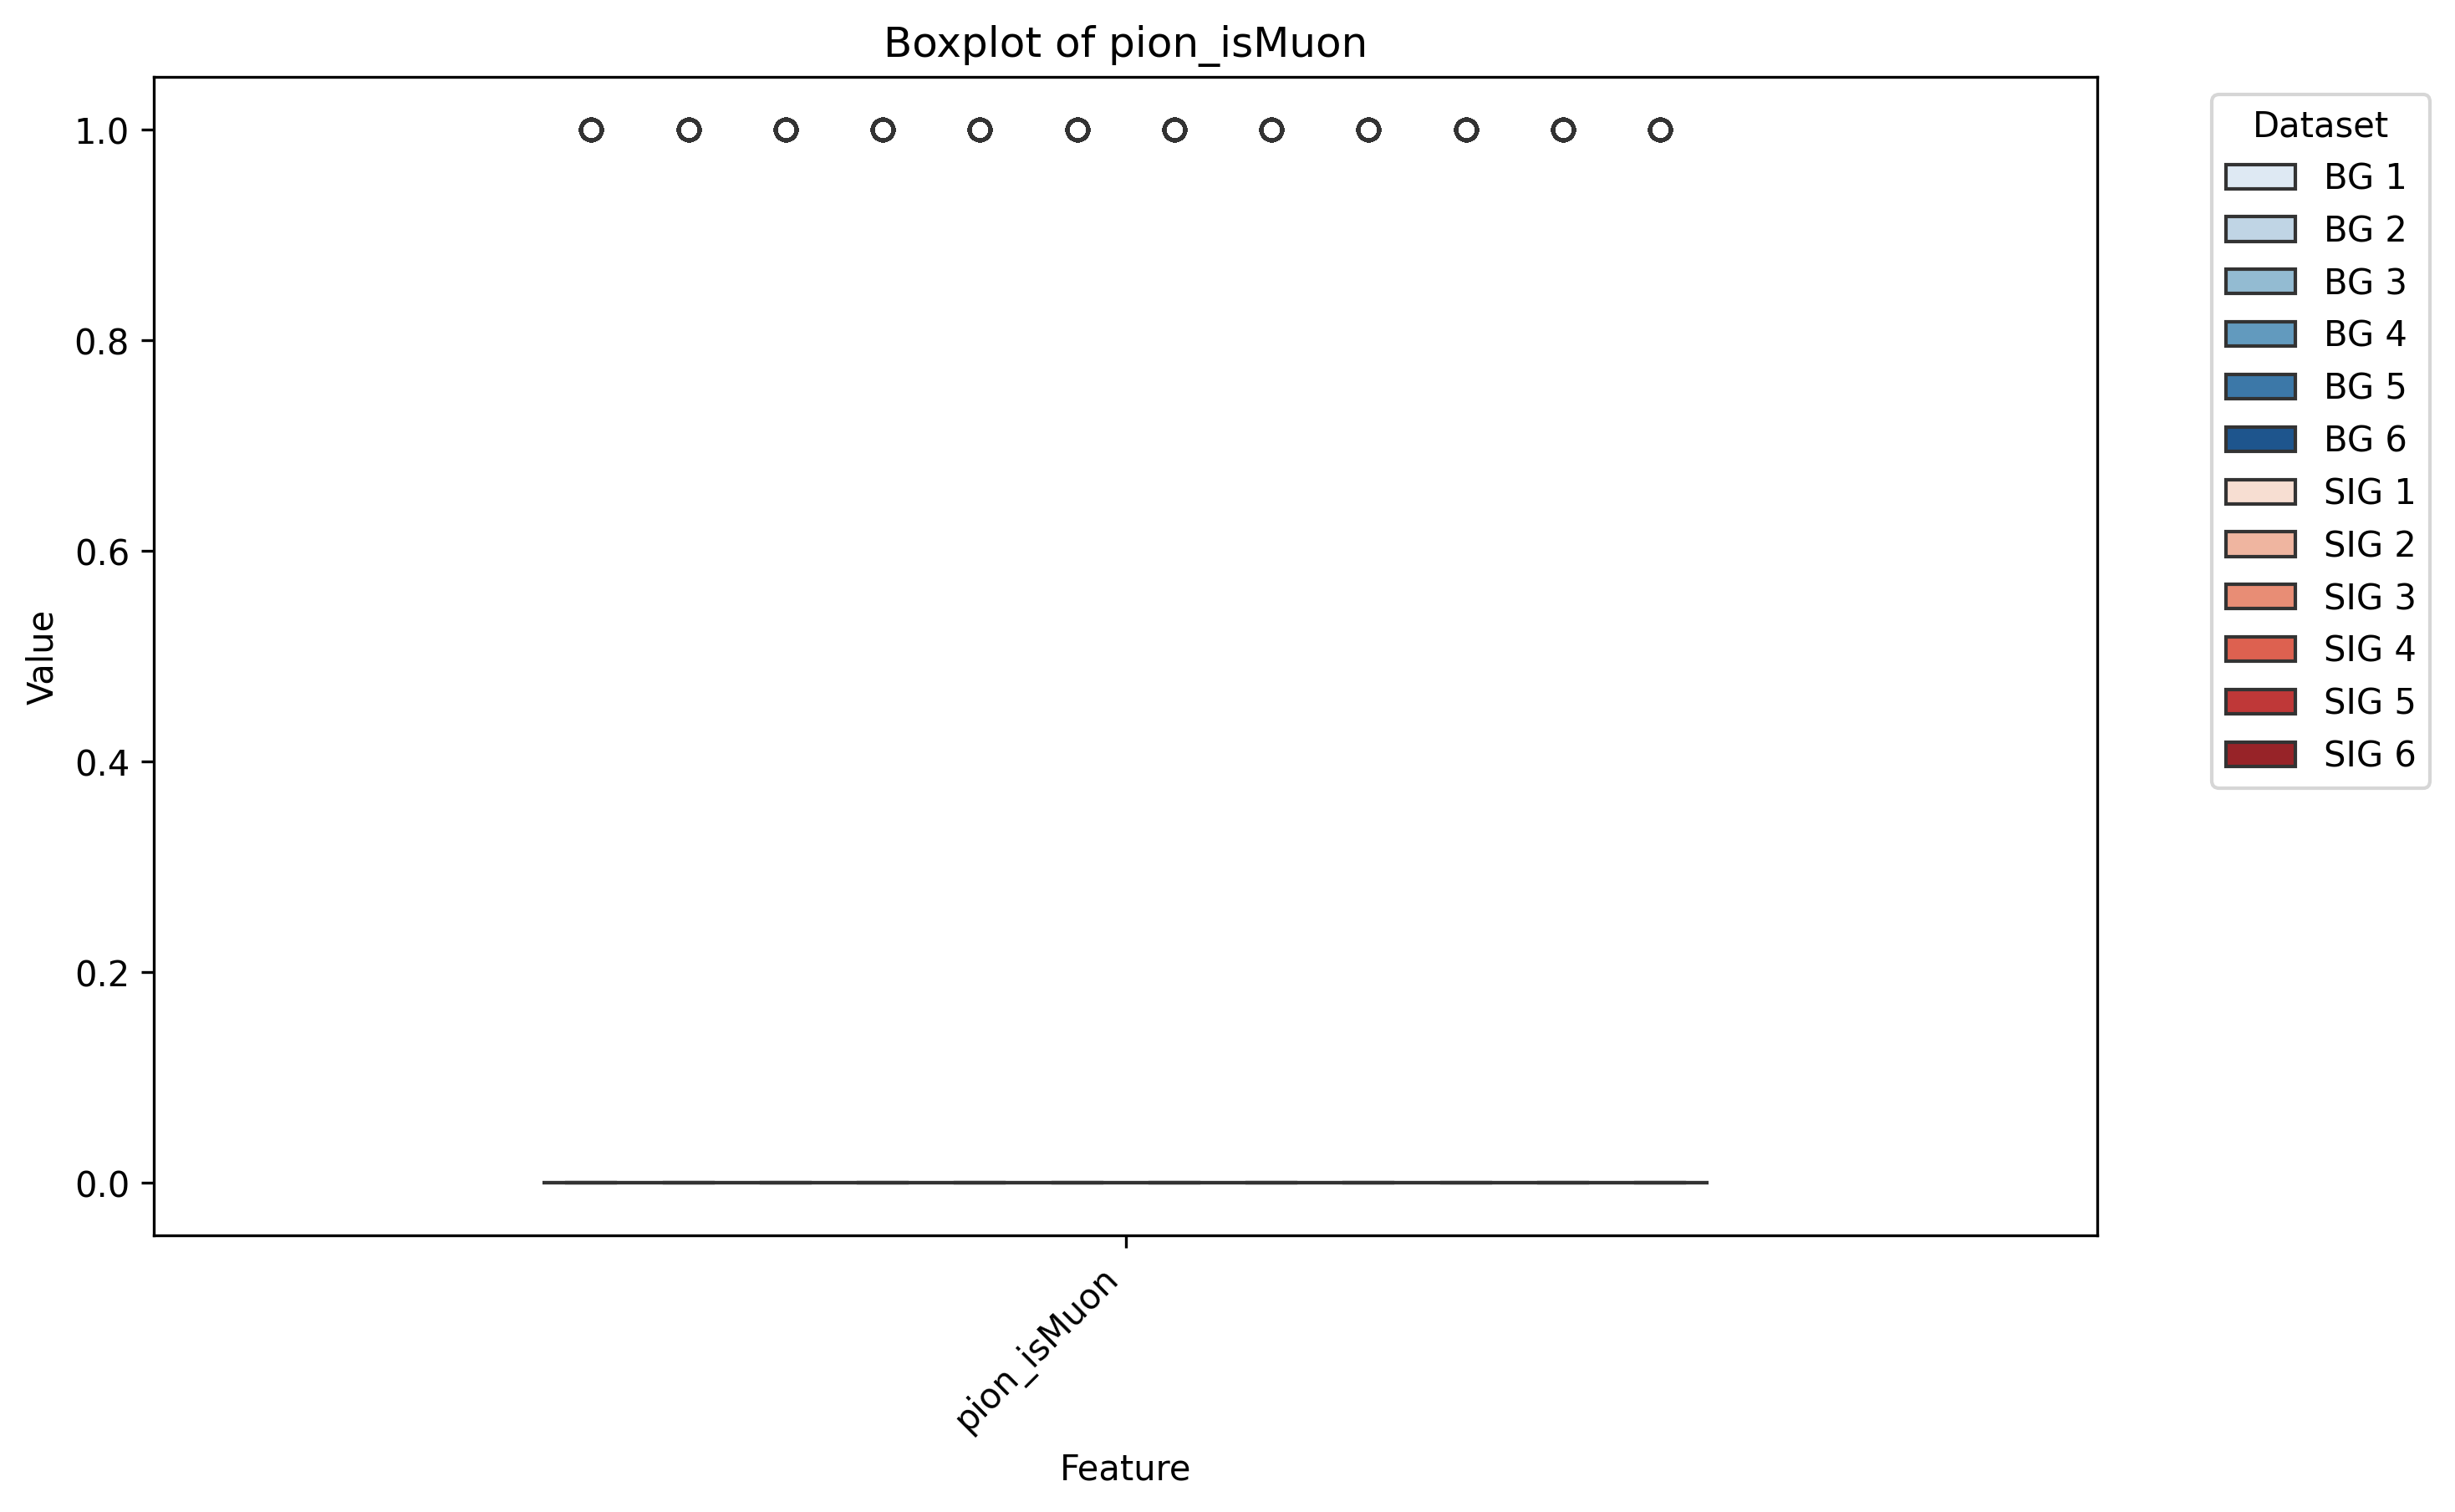 Boxplot of pion_isMuon
Value
1.0
0.8
0.6
0.4
0.2
0.0
pion_isMuon
Feature
Dataset
BG 1
BG 2
BG 3
BG 4
BG 5
BG 6
SIG 1
SIG 2
SIG 3
SIG 4
SIG 5
SIG 6